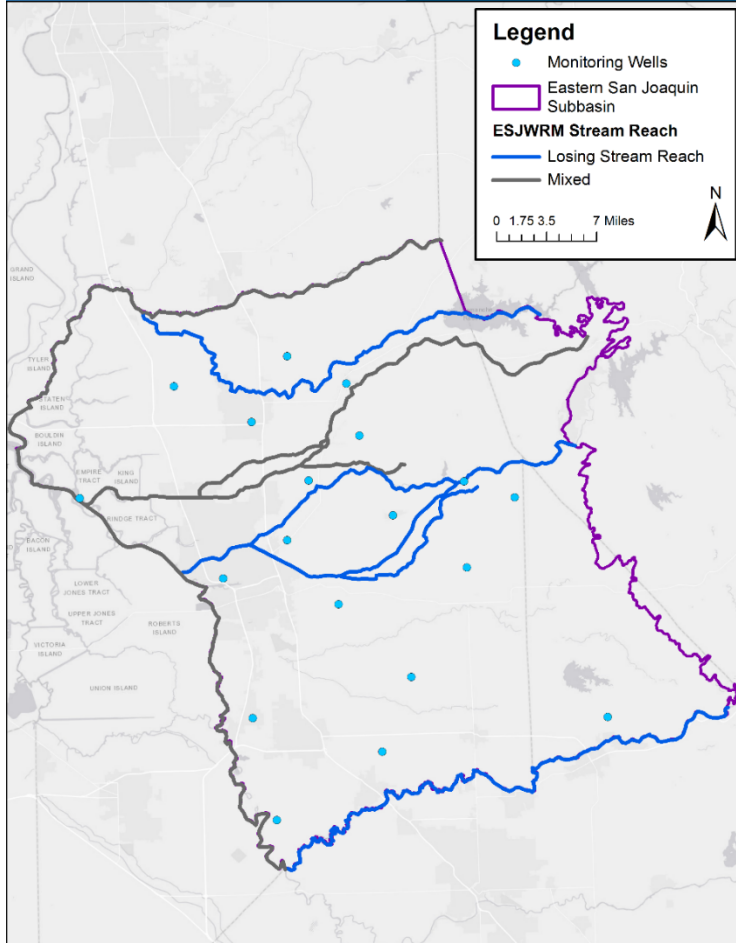 Legend
Monitoring Wells
Eastern San Joaquin
Subbasin
ESJWRM Stream Reach
Losing Stream Reach
Mixed
N
0 1.75 3.5 7 Miles
GRAND
ISLAND
TYLER
ISLAND
STATEN
ISLAND
BOULDIN
ISLAND
EMPIRE
TRACT
KING
ISLAND
RINDGE TRACT
BACON
ISLAND
LOWER
JONES TRACT
UPPER JONES
TRACT
ROBERTS
ISLAND
VICTORIA
ISLAND
UNION ISLAND